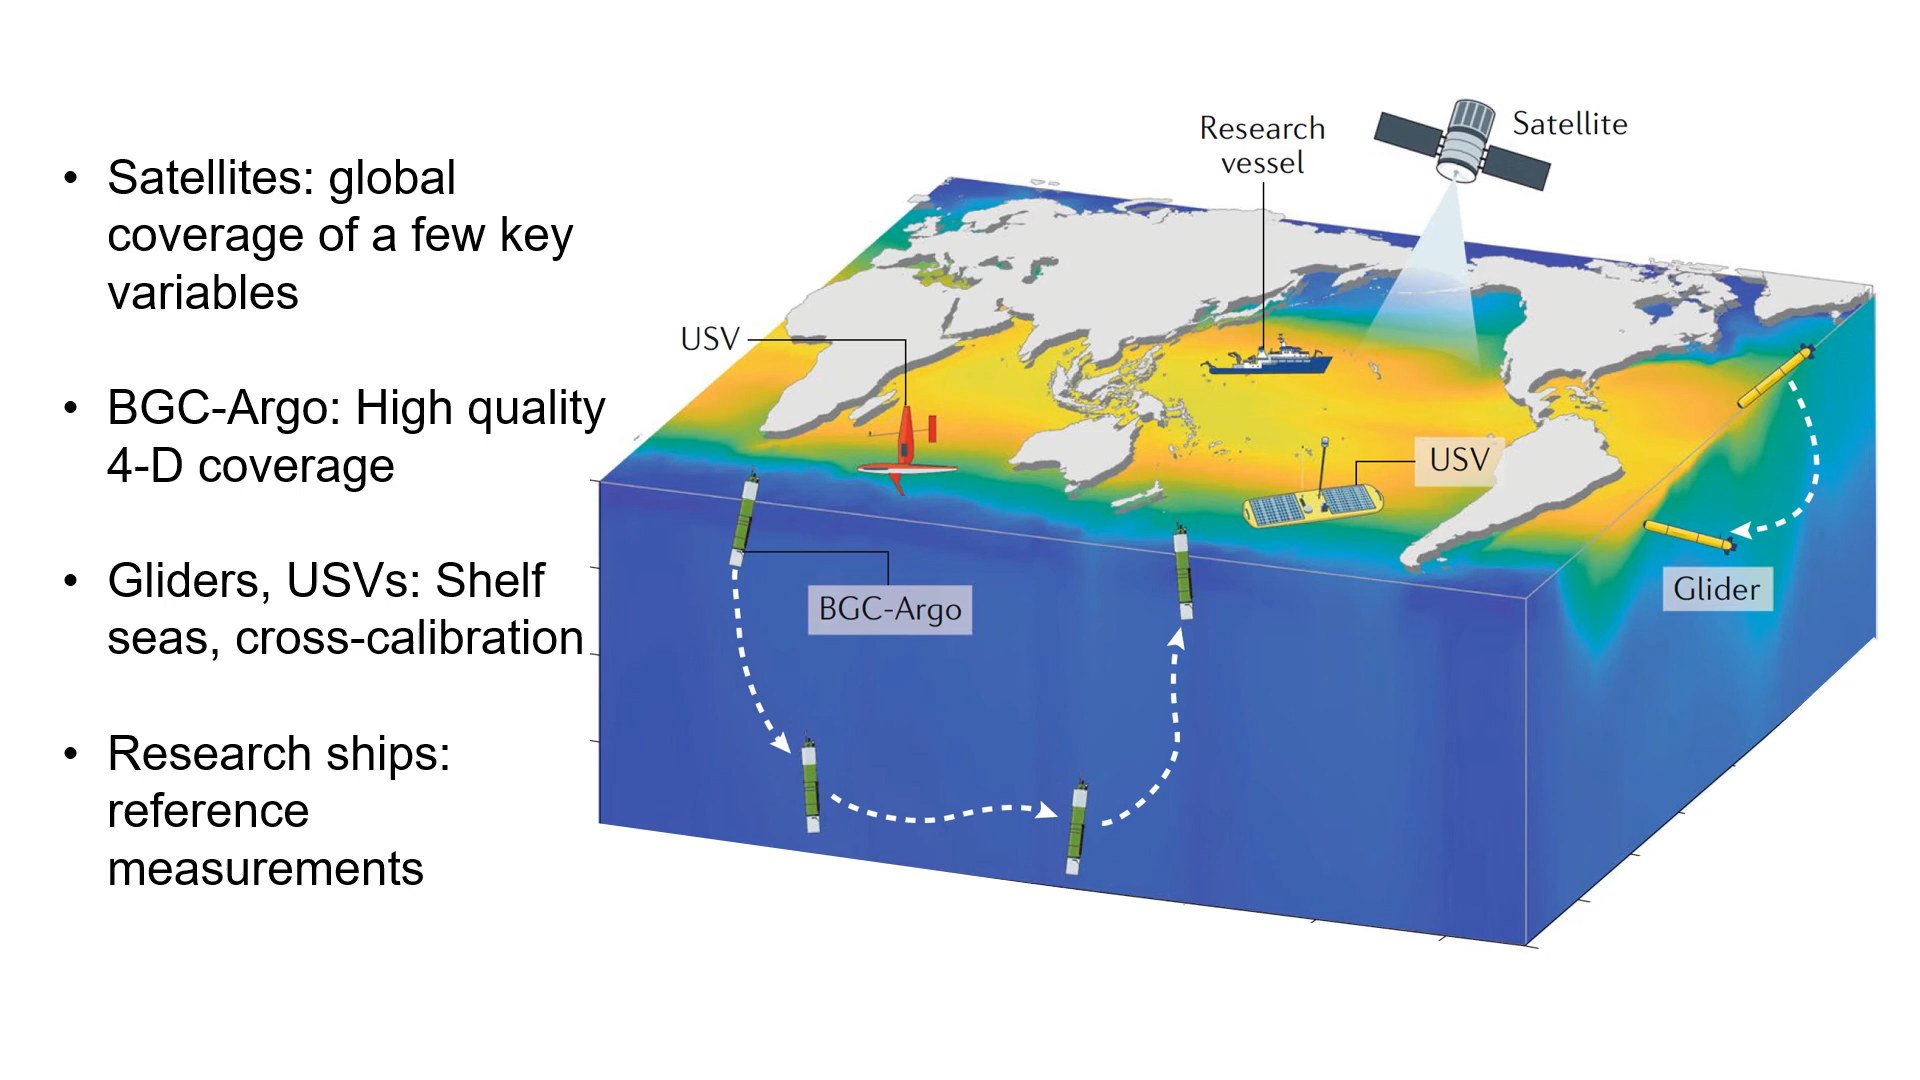 • Satellites: global
coverage of a few key
variables
• BGC-Argo: High quality
4-D coverage
• Gliders, USVs: Shelf
seas, cross-calibration
• Research ships:
reference
measurements
Research
vessel
Satellite
USV
USV
BGC-Argo
Glider